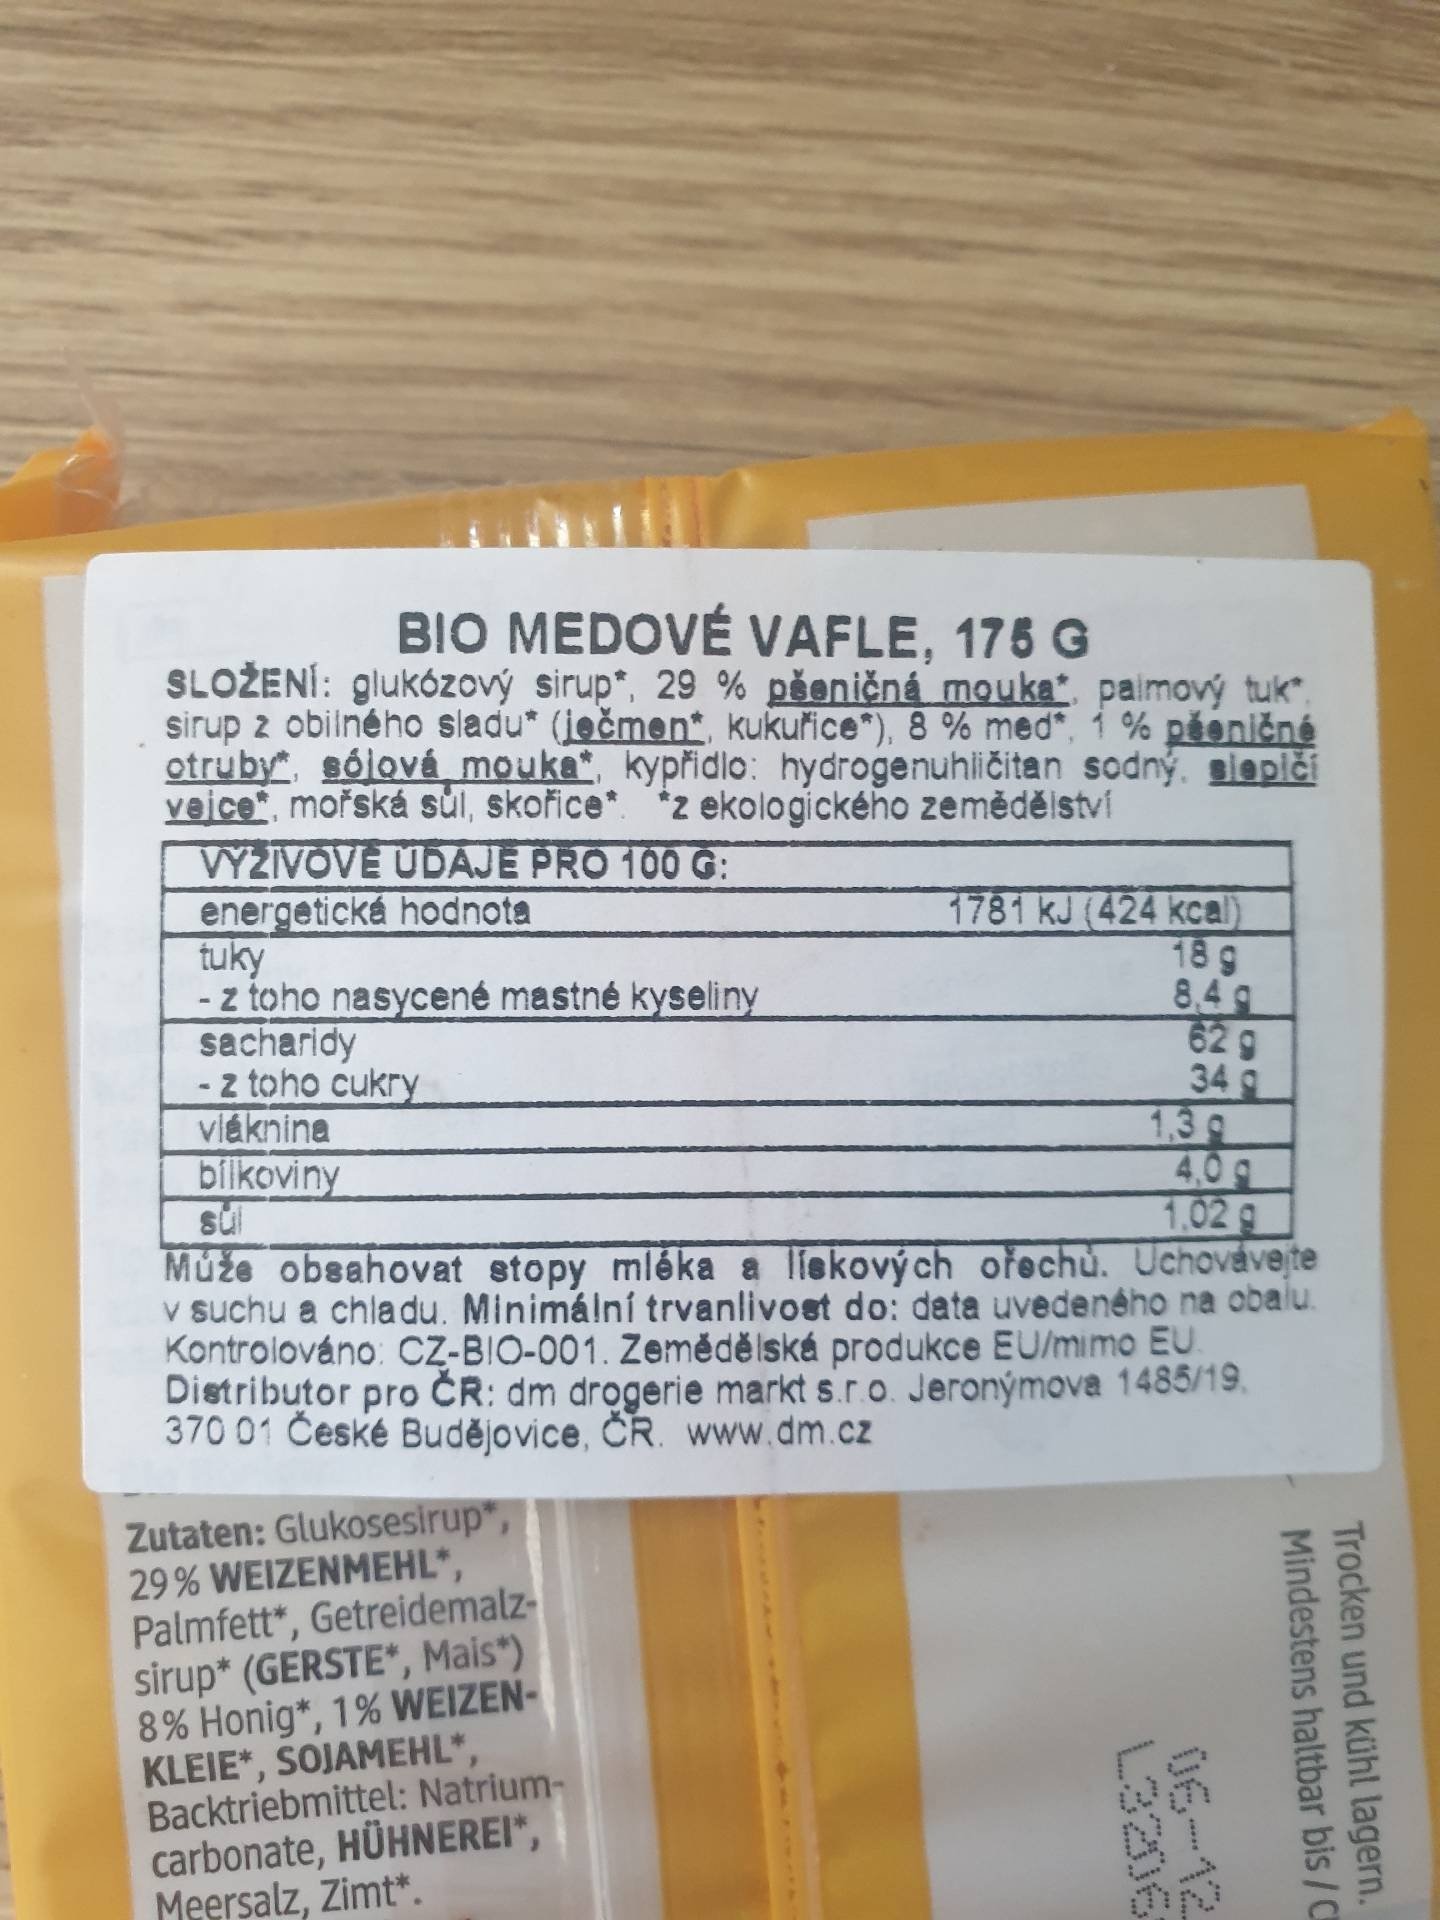 BIO MEDOVÉ VAFLE, 175 G
SLOŽENÍ: glukózový sirup*, 29 % pšeničná mouka*, palmový tuk*,
sirup z obilného sladu* (ječmen*, kukuřice*), 8 % med*, 1 % pšeničné
otruby*, sójová mouka*, kypřidlo: hydrogenuhličitan sodný, slepičí
vejce*, mořská sůl, skořice*. *z ekologického zemědělství
VÝŽIVOVÉ ÚDAJE PRO 100 G:
energetická hodnota 1781 kJ (424 kcal)
tuky 18 g
- z toho nasycené mastné kyseliny 8,4 g
sacharidy 62 g
- z toho cukry 34 g
vláknina 1,3 g
bílkoviny 4,0 g
sůl 1,02 g
Může obsahovat stopy mléka a lískových ořechů. Uchovávejte
v suchu a chladu. Minimální trvanlivost do: data uvedeného na obalu.
Kontrolováno: CZ-BIO-001. Zemědělská produkce EU/mimo EU.
Distributor pro ČR: dm drogerie markt s.r.o. Jeronýmova 1485/19,
370 01 České Budějovice, ČR. www.dm.cz
Zutaten: Glukosesirup*,
29% WEIZENMEHL*,
Palmfett*, Getreidemalz-
sirup* (GERSTE*, Mais*)
8% Honig*, 1% WEIZEN-
KLEIE*, SOJAMEHL*,
Backtriebmittel: Natrium-
carbonate, HÜHNEREI*,
Meersalz, Zimt*.
Trocken und kühl lagern.
Mindestens haltbar bis /
06-12